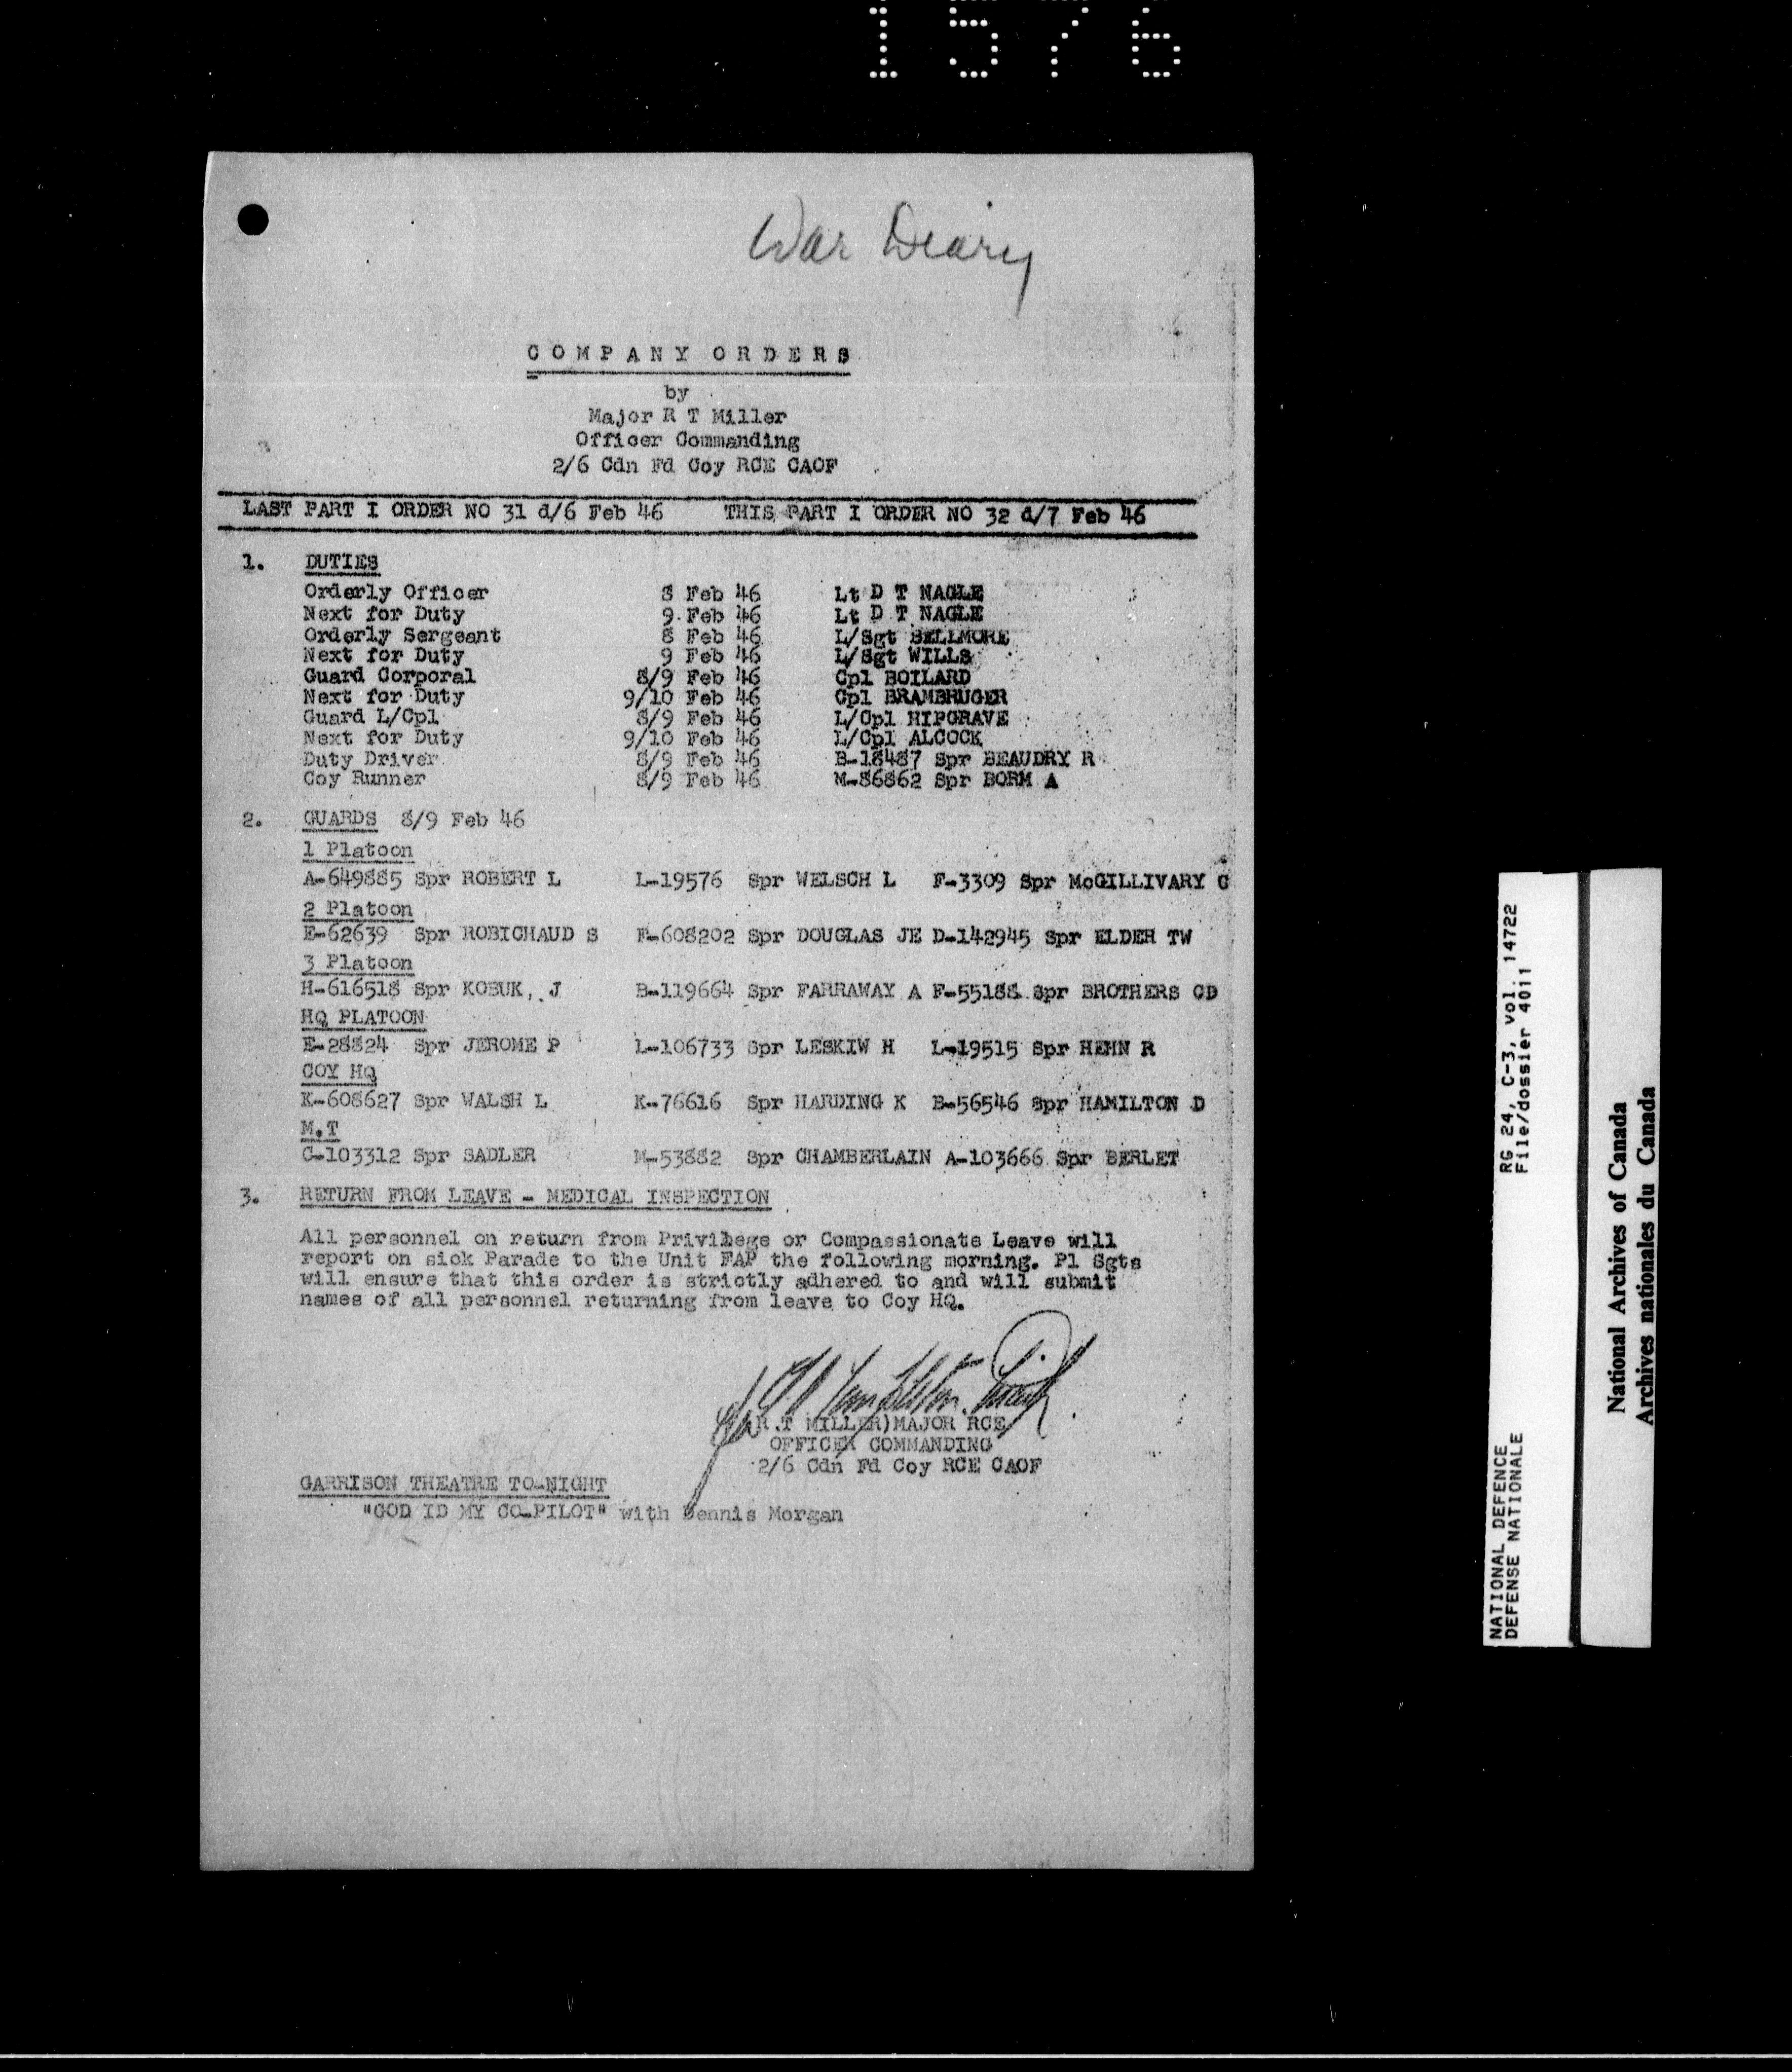 1576
War Diary
COMPANY ORDERS
by
Major R T Miller
Officer Commanding
2/6 Cdn Fd Coy RCE CAOF
LAST PART I ORDER NO 31 d/6 Feb 46 THIS PART I ORDER NO 32 d/7 Feb 46
1. DUTIES
Orderly Officer 8 Feb 46 Lt D T NAGLE
Next for Duty 9 Feb 46 Lt D T NAGLE
Orderly Sergeant 8 Feb 46 L/Sgt BELLMORE
Next for Duty 9 Feb 46 L/Sgt WILLS
Guard Corporal 8/9 Feb 46 Cpl BOILARD
Next for Duty 9/10 Feb 46 Cpl BRAMBRUGER
Guard L/Cpl 8/9 Feb 46 L/Cpl HIPGRAVE
Next for Duty 9/10 Feb 46 L/Cpl ALCOCK
Duty Driver 8/9 Feb 46 B-18487 Spr BEAUDRY R
Coy Runner 8/9 Feb 46 M-86862 Spr BORM A
2. GUARDS 8/9 Feb 46
1 Platoon
A-649885 Spr ROBERT L L-19576 Spr WELSCH L F-3309 Spr McGILLIVARY C
2 Platoon
E-62639 Spr ROBICHAUD S F-608202 Spr DOUGLAS JE D-142945 Spr ELDER TW
3 Platoon
H-616518 Spr KOBUK, J B-119664 Spr FARRAWAY A F-55188 Spr BROTHERS CD
HQ PLATOON
E-28824 Spr JEROME P L-106733 Spr LESKIW H L-19515 Spr HEHN R
COY HQ
K-608627 Spr WALSH L K-76616 Spr HARDING K B-56546 Spr HAMILTON D
M.T
C-103312 Spr SADLER M-53882 Spr CHAMBERLAIN A-103666 Spr BERLET
3. RETURN FROM LEAVE - MEDICAL INSPECTION
All personnel on return from Privilege or Compassionate Leave will
report on sick Parade to the Unit FAP the following morning. Pl Sgts
will ensure that this order is strictly adhered to and will submit
names of all personnel returning from leave to Coy HQ.
R.T MILLER)MAJOR RCE
OFFICER COMMANDING
2/6 Cdn Fd Coy RCE CAOF
GARRISON THEATRE TO-NIGHT
"GOD ID MY CO-PILOT" with Dennis Morgan
NATIONAL DEFENCE RG 24, C-3, vol. 14722
DEFENSE NATIONALE File/dossier 4011
National Archives of Canada
Archives nationales du Canada